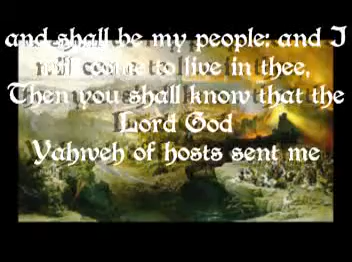 and shall be my people: and I
will come to live in thee,
Then you shall know that the
Lord God
Yahweh of hosts sent me